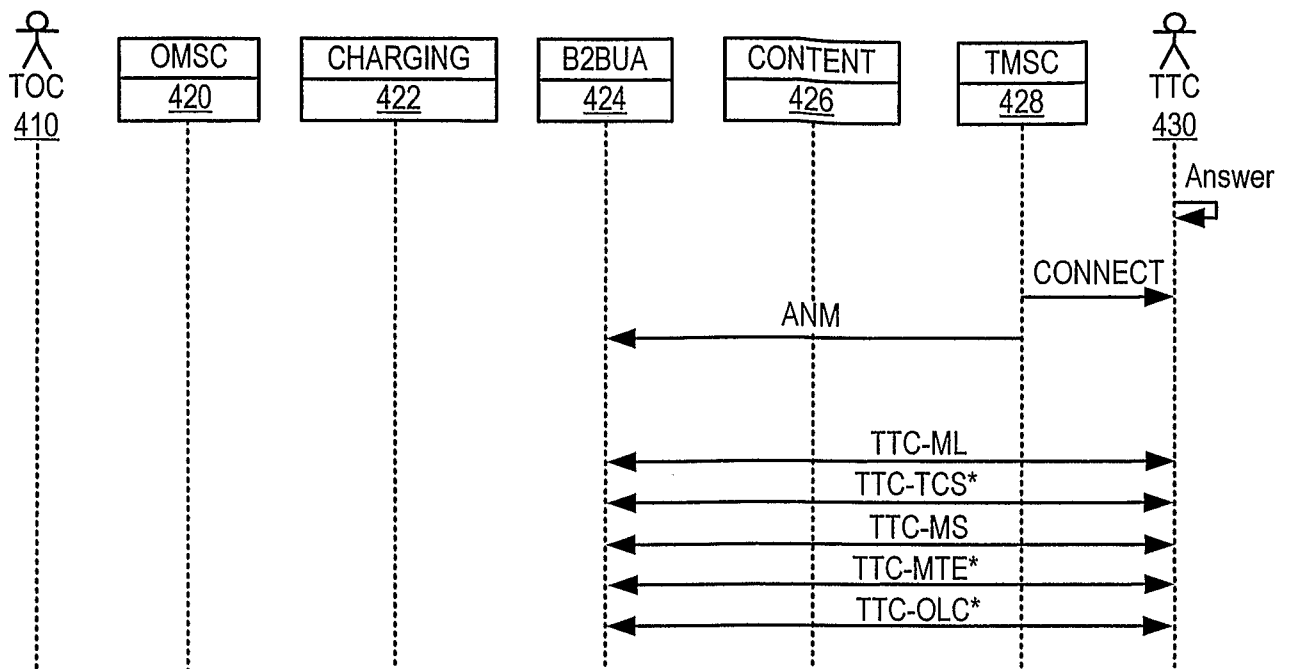 OMSC
420
CHARGING
422
B2BUA
424
CONTENT
426
TMSC
428
TOC
410
TTC
430
Answer
CONNECT
ANM
TTC-ML
TTC-TCS*
TTC-MS
TTC-MTE*
TTC-OLC*